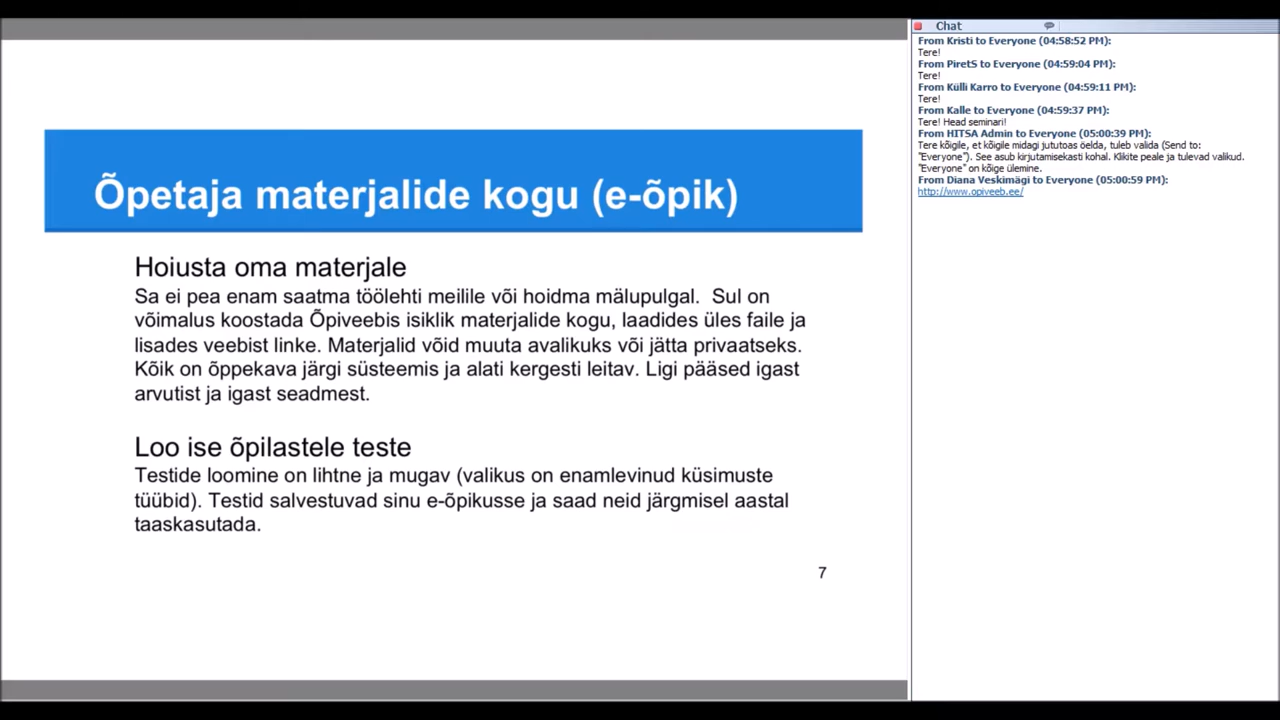 Õpetaja materjalide kogu (e-õpik)
Hoiusta oma materjale
Sa ei pea enam saatma töölehti meilile või hoidma mälupulgal.  Sul on
võimalus koostada Õpiveebis isiklik materjalide kogu, laadides üles faile ja
lisades veebist linke. Materjalid võid muuta avalikuks või jätta privaatseks.
Kõik on õppekava järgi süsteemis ja alati kergesti leitav. Ligi pääsed igast
arvutist ja igast seadmest.
Loo ise õpilastele teste
Testide loomine on lihtne ja mugav (valikus on enamlevinud küsimuste
tüübid). Testid salvestuvad sinu e-õpikusse ja saad neid järgmisel aastal
taaskasutada.
7
Chat
From Kristi to Everyone (04:58:52 PM):
Tere!
From PiretS to Everyone (04:59:04 PM):
Tere!
From Külli Karro to Everyone (04:59:11 PM):
Tere!
From Kalle to Everyone (04:59:37 PM):
Tere! Head seminari!
From HITSA Admin to Everyone (05:00:39 PM):
Tere kõigile, et kõigile midagi jututoas öelda, tuleb valida (Send to:
"Everyone"). See asub kirjutamisekasti kohal. Klikite peale ja tulevad valikud.
"Everyone" on kõige ülemine.
From Diana Veskimägi to Everyone (05:00:59 PM):
http://www.opiveeb.ee/